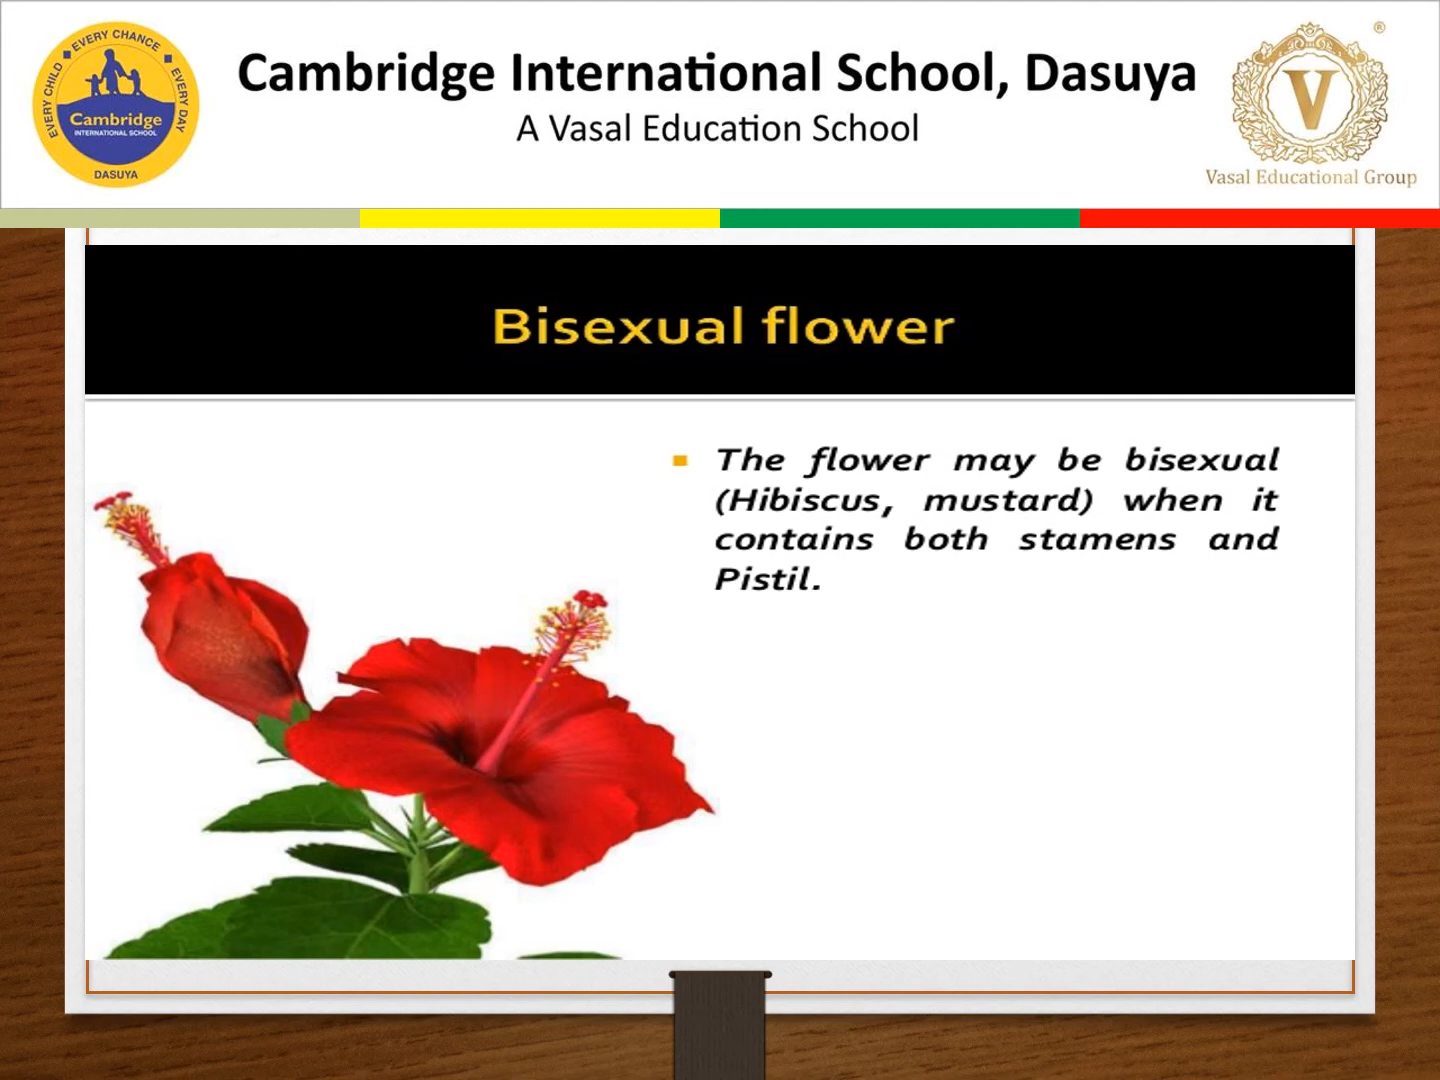 EVERY CHILD ◆ EVERY CHANCE ◆ EVERY DAY
Cambridge
INTERNATIONAL SCHOOL
DASUYA
Cambridge International School, Dasuya
A Vasal Education School
®
V
Vasal Educational Group
Bisexual flower
▪ The flower may be bisexual
(Hibiscus, mustard) when it
contains both stamens and
Pistil.